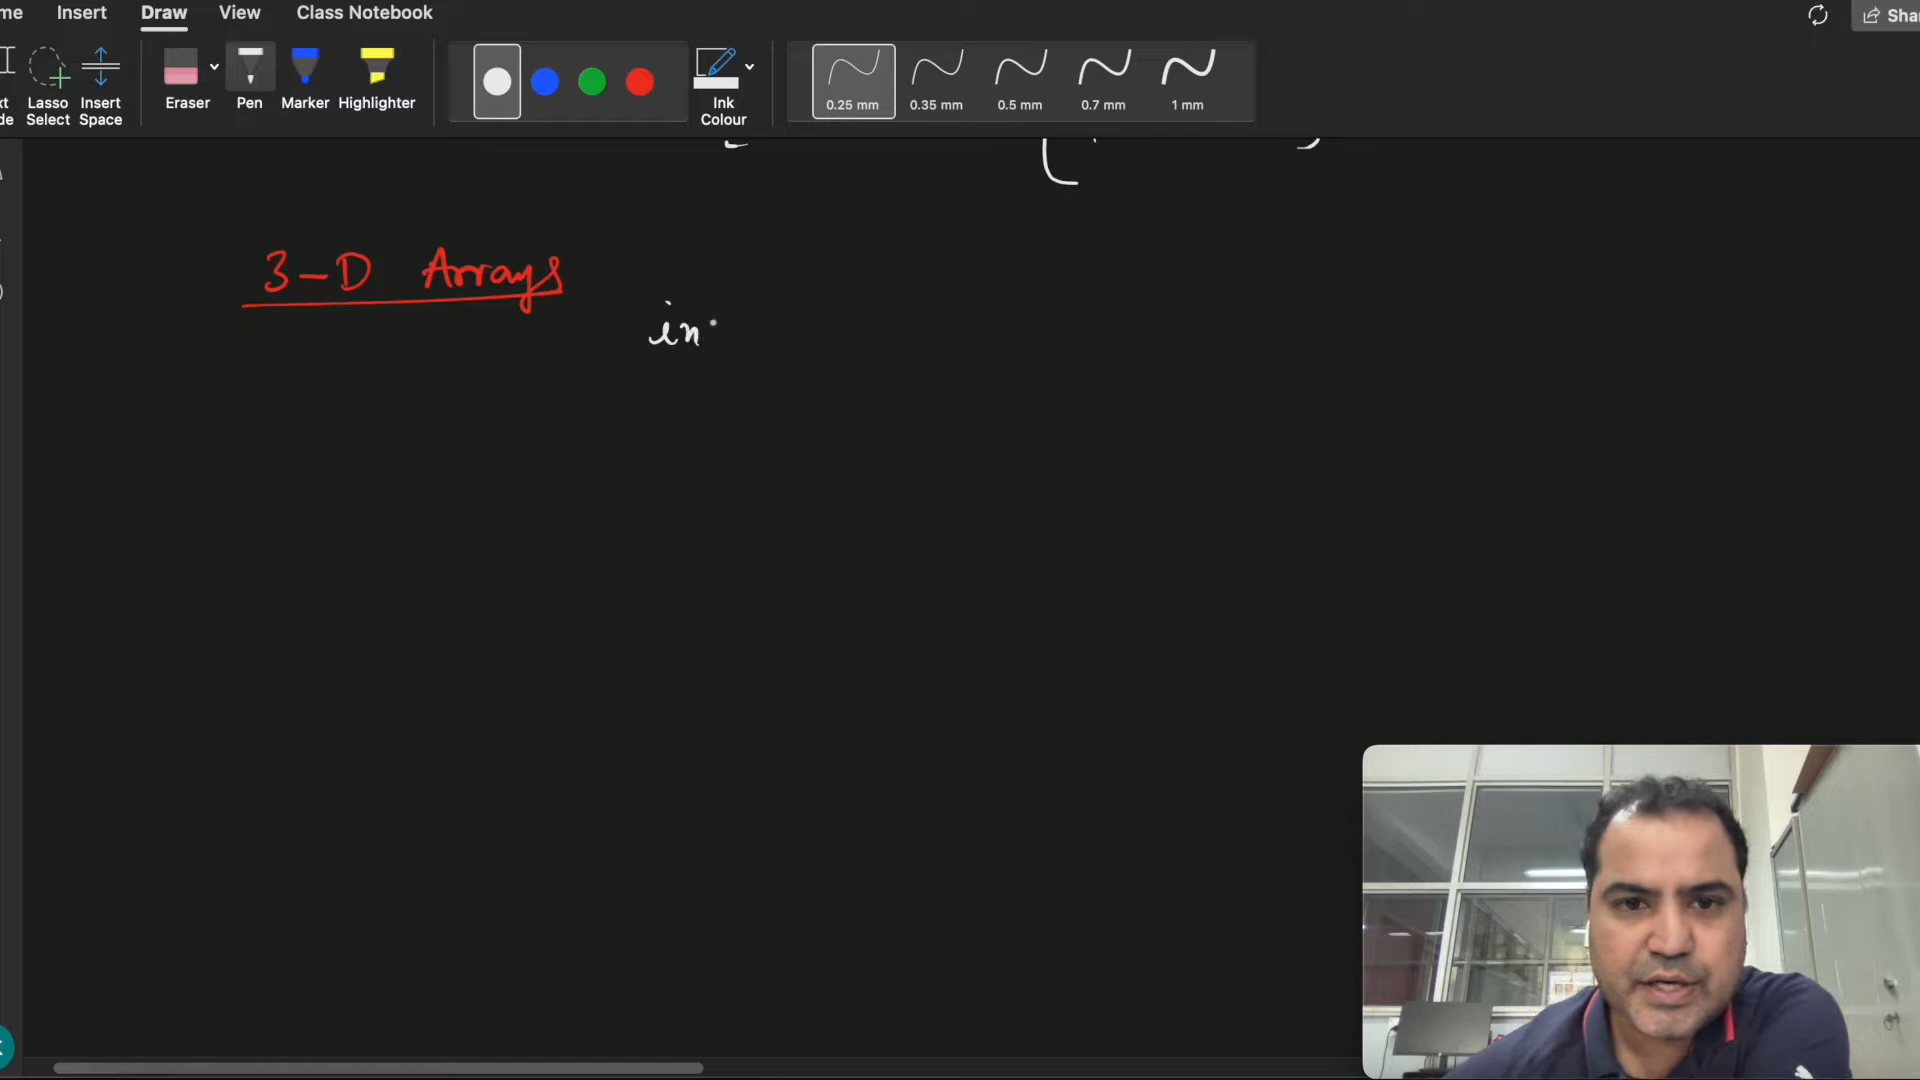 Insert Draw View Class Notebook
Lasso Select
Insert Space
Eraser
Pen
Marker
Highlighter
Ink Colour
0.25 mm
0.35 mm
0.5 mm
0.7 mm
1 mm
3-D Arrays
in